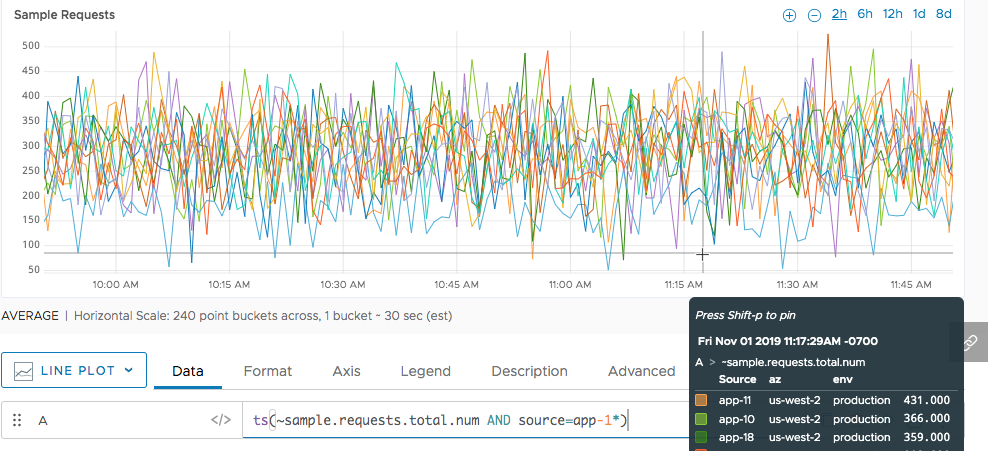 Sample Requests
2h 6h 12h 1d 8d
500
450
400
350
300
250
200
150
100
50
10:00 AM 10:15 AM 10:30 AM 10:45 AM 11:00 AM 11:15 AM 11:30 AM 11:45 AM
AVERAGE | Horizontal Scale: 240 point buckets across, 1 bucket ~ 30 sec (est)
LINE PLOT Data Format Axis Legend Description Advanced
A </> ts(~sample.requests.total.num AND source=app-1*)
Press Shift-p to pin
Fri Nov 01 2019 11:17:29AM -0700
A > ~sample.requests.total.num
Source az env
app-11 us-west-2 production 431.000
app-10 us-west-2 production 366.000
app-18 us-west-2 production 359.000